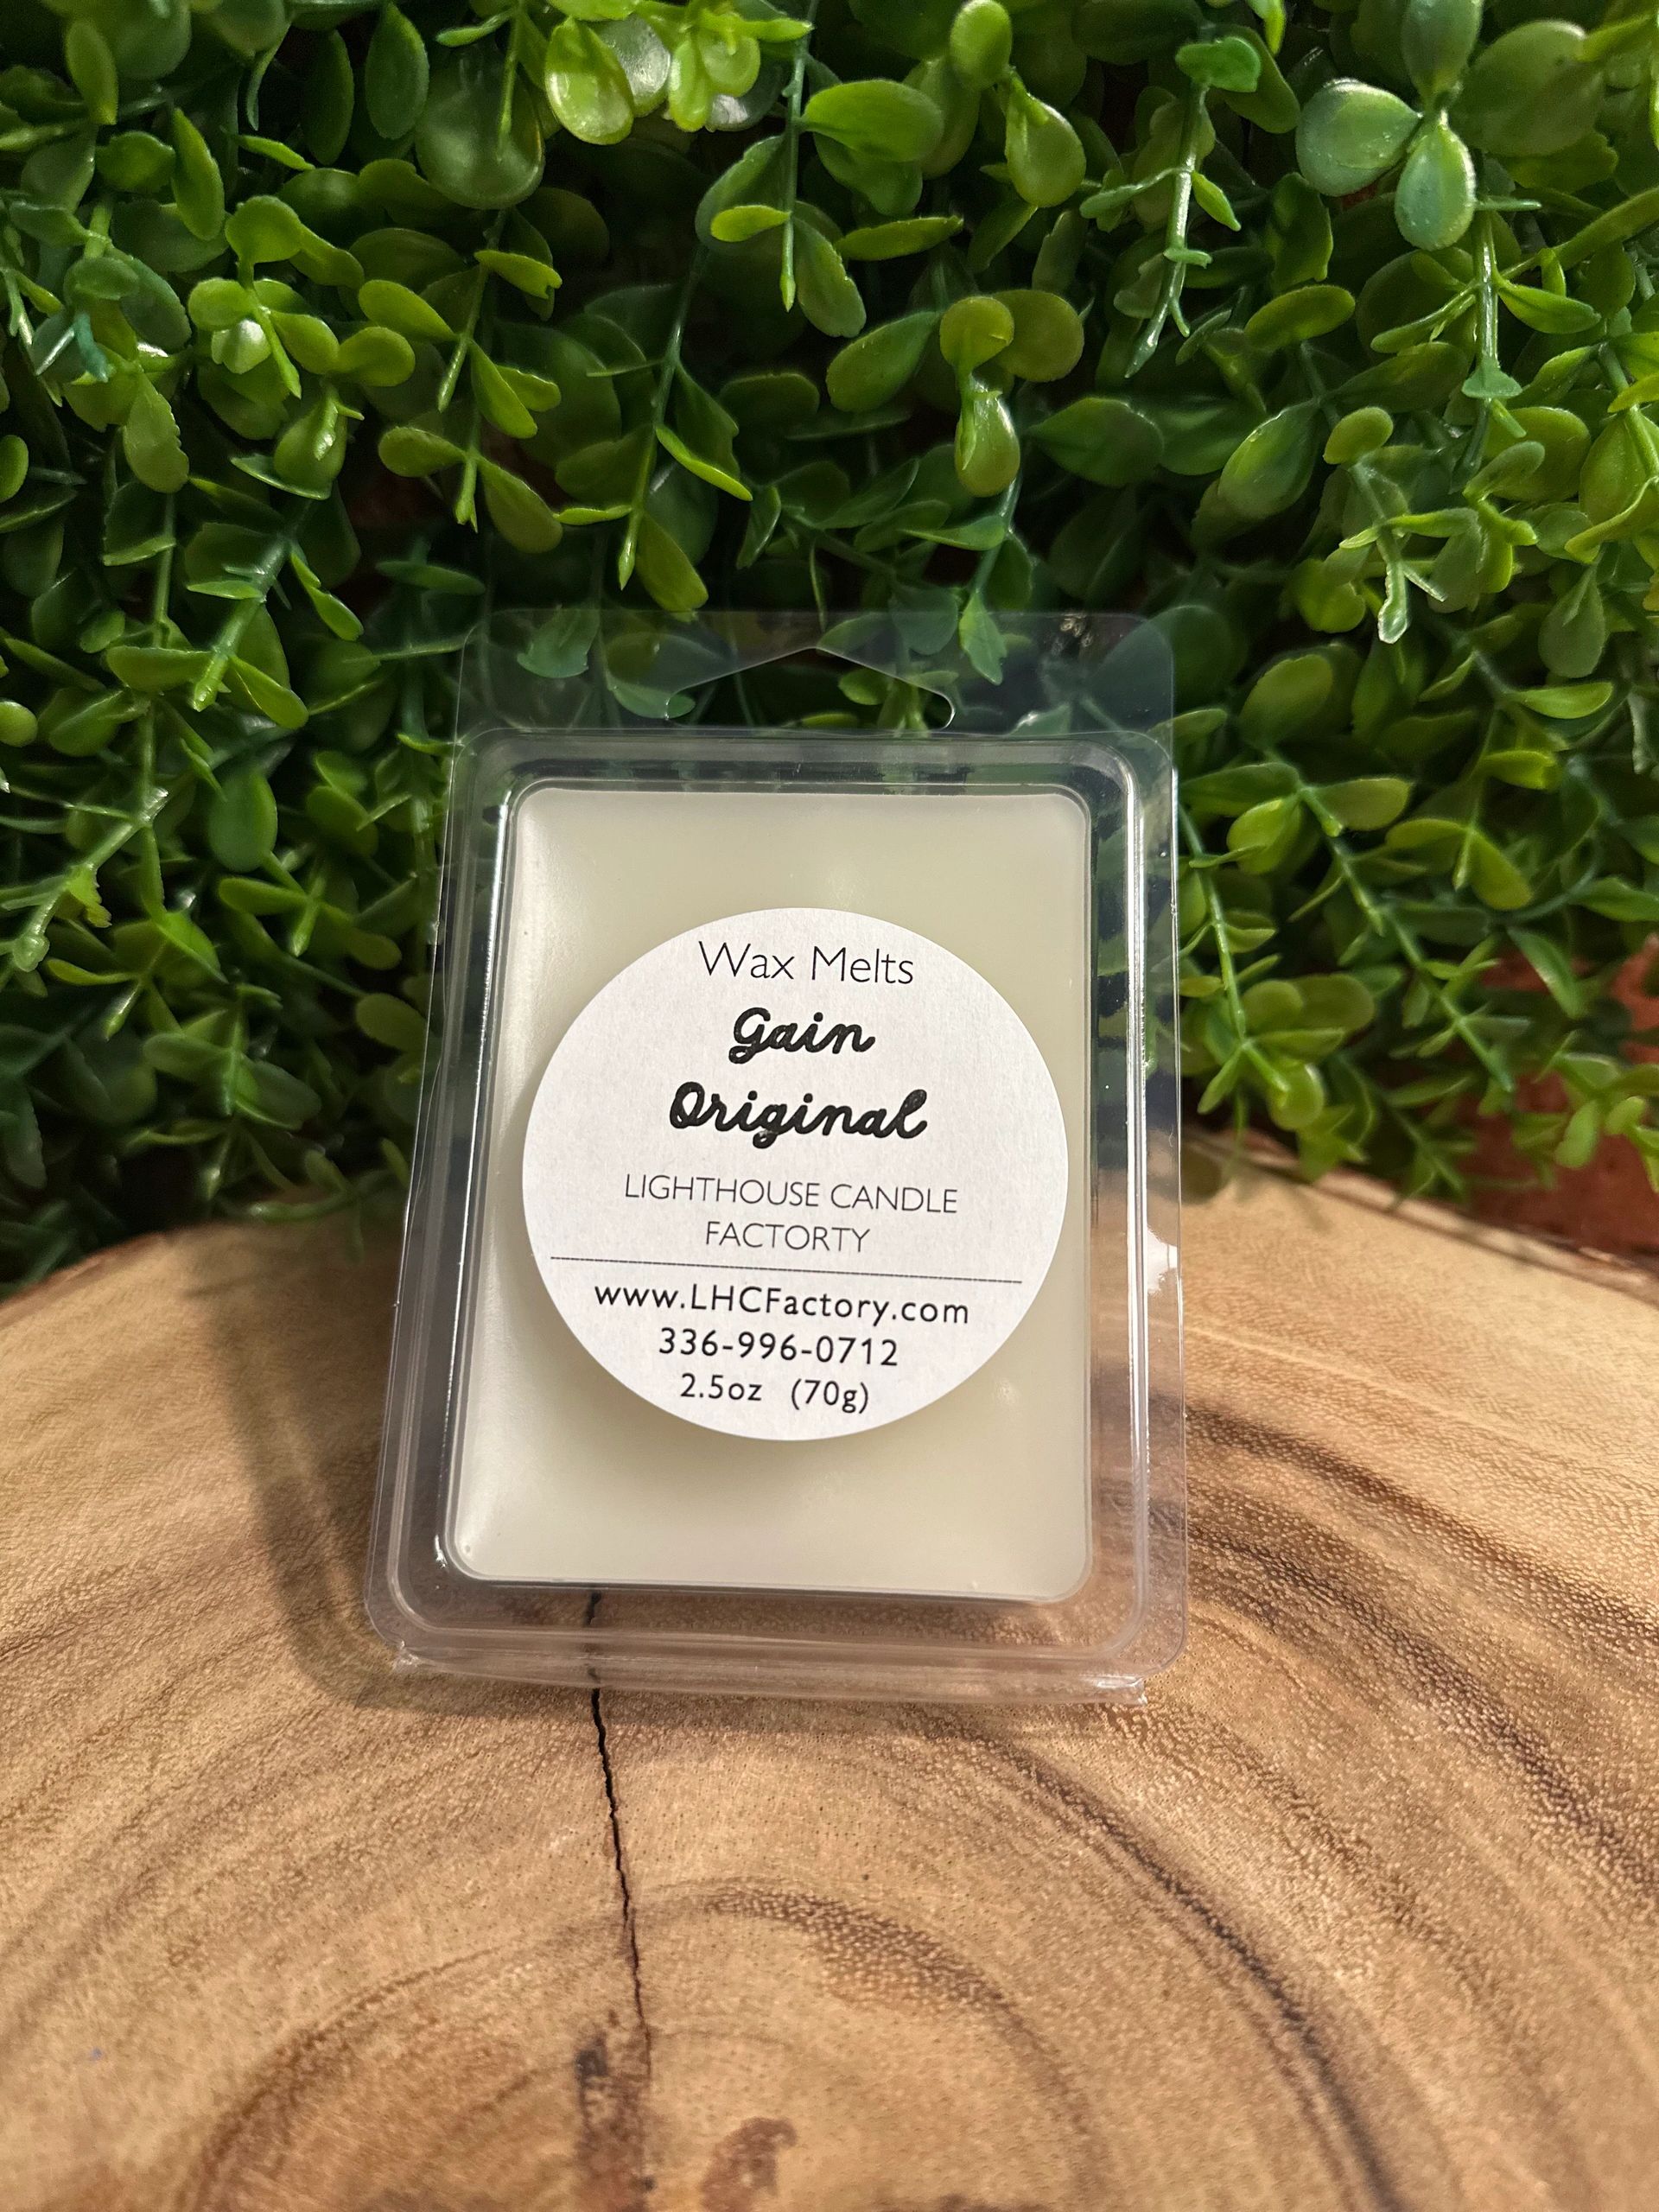 Wax Melts
Gain
Original
LIGHTHOUSE CANDLE
FACTORTY
www.LHCFactory.com
336-996-0712
2.5oz (70g)